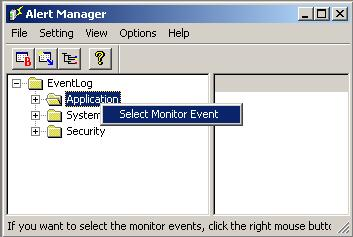 Alert Manager
File Setting View Options Help
EventLog
Application
Select Monitor Event
System
Security
If you want to select the monitor events, click the right mouse butto